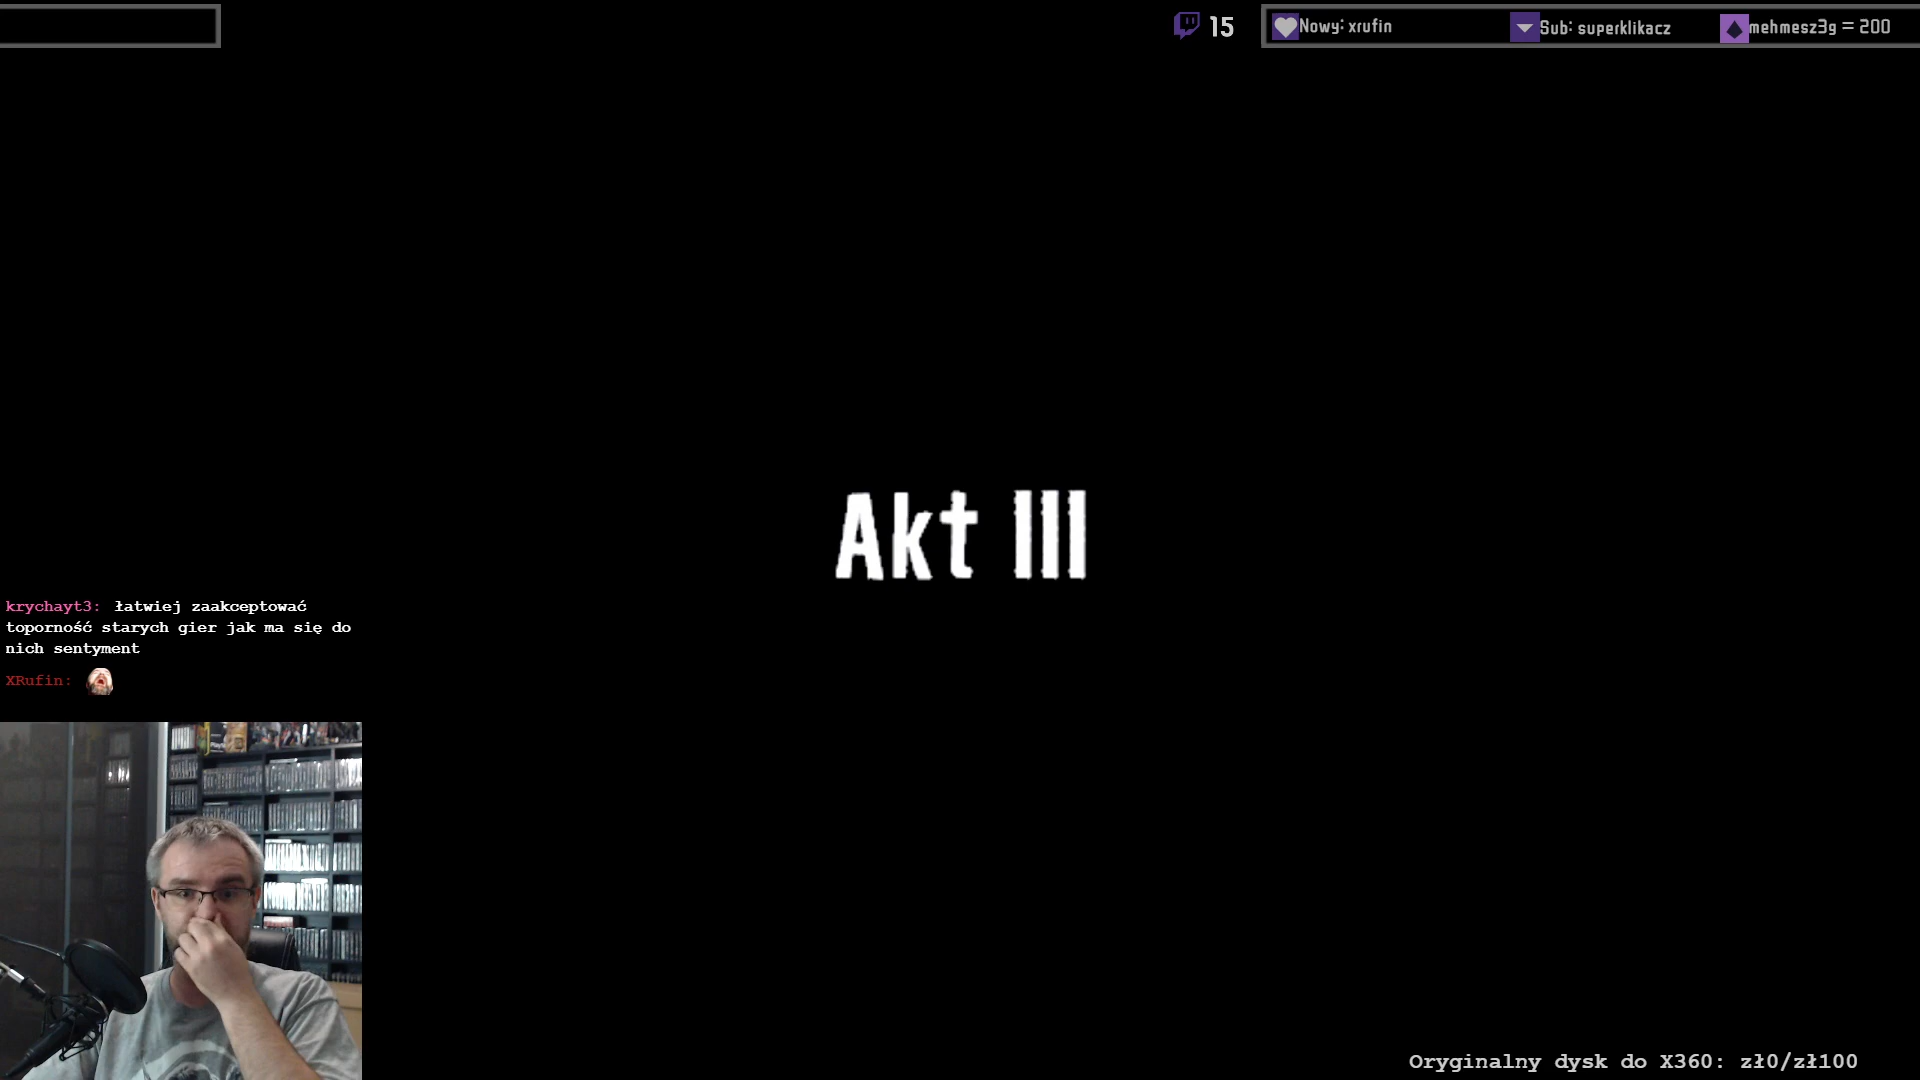 15
Nowy: xrufin
Sub: superklikacz
mehmesz3g = 200
Akt III
krychayt3: łatwiej zaakceptować
toporność starych gier jak ma się do
nich sentyment
XRufin:
Oryginalny dysk do X360: zł0/zł100